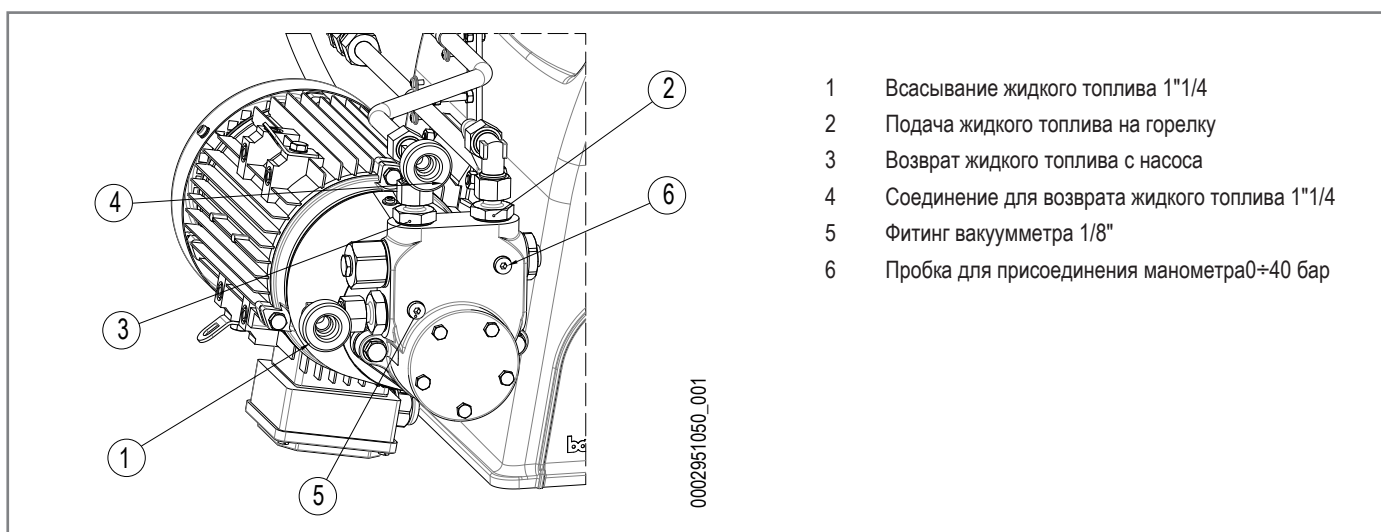 1 Всасывание жидкого топлива 1"1/4
2 Подача жидкого топлива на горелку
3 Возврат жидкого топлива с насоса
4 Соединение для возврата жидкого топлива 1"1/4
5 Фитинг вакуумметра 1/8"
6 Пробка для присоединения манометра0÷40 бар
2
4
6
3
1
5
0002951050_001